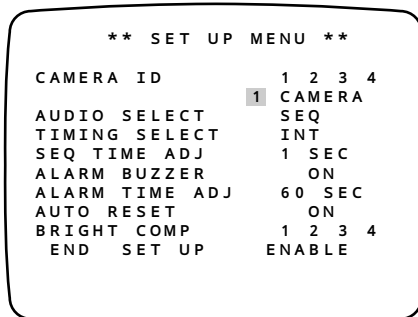 ** SET UP MENU **
CAMERA ID 1 2 3 4
1 CAMERA
AUDIO SELECT SEQ
TIMING SELECT INT
SEQ TIME ADJ 1 SEC
ALARM BUZZER ON
ALARM TIME ADJ 60 SEC
AUTO RESET ON
BRIGHT COMP 1 2 3 4
END SET UP ENABLE